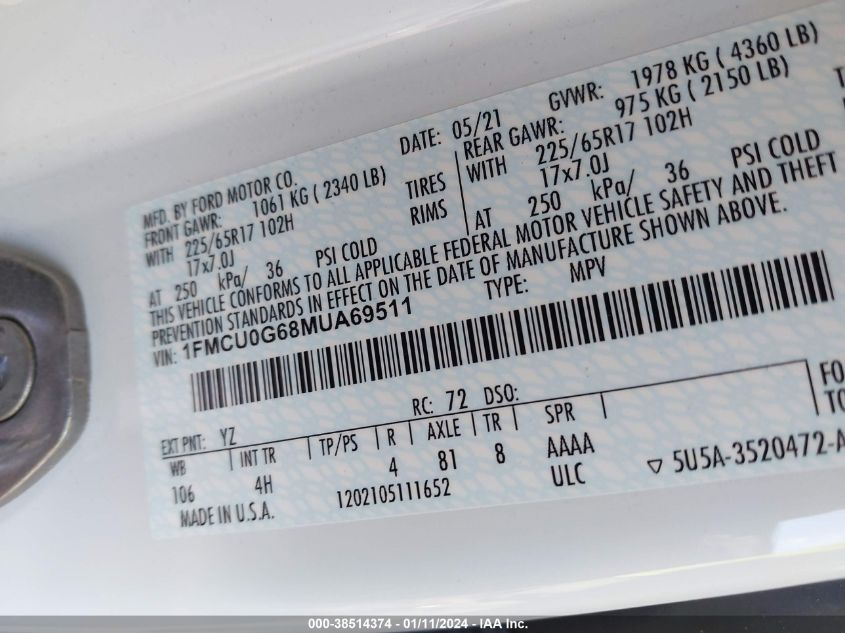 MFD. BY FORD MOTOR CO.
DATE: 05/21
GVWR: 1978 KG ( 4360 LB)
FRONT GAWR: 1061 KG ( 2340 LB)
REAR GAWR: 975 KG ( 2150 LB)
WITH 225/65R17 102H TIRES WITH 225/65R17 102H
17x7.0J RIMS 17x7.0J
AT 250 kPa/ 36 PSI COLD AT 250 kPa/ 36 PSI COLD
THIS VEHICLE CONFORMS TO ALL APPLICABLE FEDERAL MOTOR VEHICLE SAFETY AND THEFT
PREVENTION STANDARDS IN EFFECT ON THE DATE OF MANUFACTURE SHOWN ABOVE.
VIN: 1FMCU0G68MUA69511 TYPE: MPV
EXT PNT: YZ RC: 72 DSO:
WB INT TR TP/PS R AXLE TR SPR
106 4H 4 81 8 AAAA
MADE IN U.S.A. 1202105111652 ULC
5U5A-3520472-A
000-38514374 - 01/11/2024 - IAA Inc.